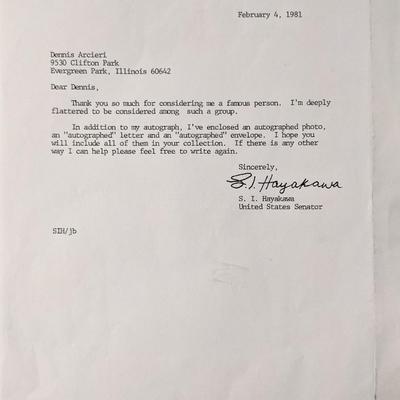 February 4, 1981
Dennis Arcieri
9530 Clifton Park
Evergreen Park, Illinois 60642
Dear Dennis,
Thank you so much for considering me a famous person. I'm deeply
flattered to be considered among such a group.
In addition to my autograph, I've enclosed an autographed photo,
an "autographed" letter and an "autographed" envelope. I hope you
will include all of them in your collection. If there is any other
way I can help please feel free to write again.
Sincerely,
S. I. Hayakawa
S. I. Hayakawa
United States Senator
SIH/jb